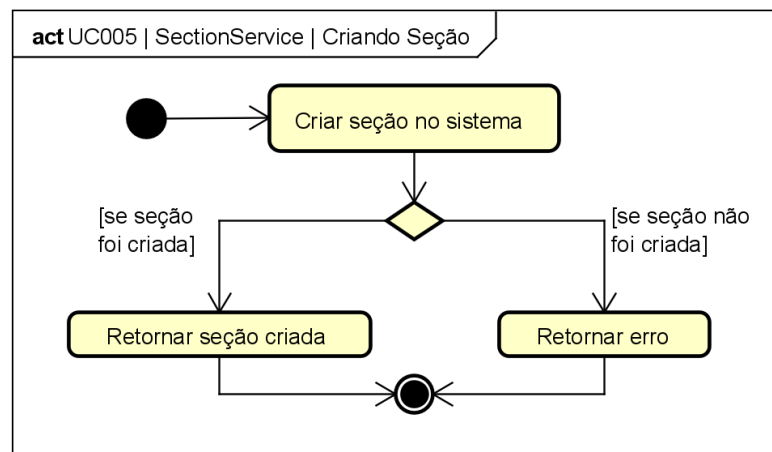 act UC005 | SectionService | Criando Seção
Criar seção no sistema
[se seção
foi criada]
[se seção não
foi criada]
Retornar seção criada
Retornar erro